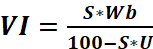 VI = S*Wb / 100−S*U